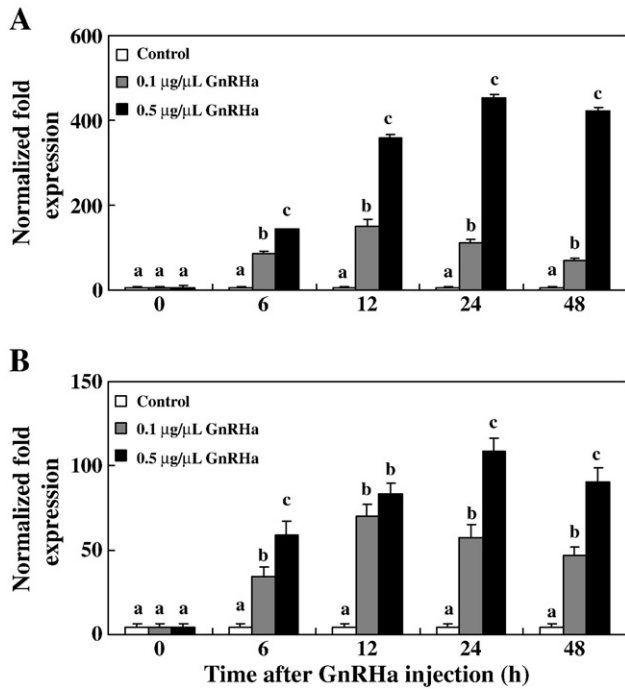 A
Normalized fold
expression
600
400
200
0
Control
0.1 µg/µL GnRHa
0.5 µg/µL GnRHa
a a a
a b c
a b c
a b c
a b c
0 6 12 24 48
B
Normalized fold
expression
150
100
50
0
Control
0.1 µg/µL GnRHa
0.5 µg/µL GnRHa
a a a
a b c
a b b
a b c
a b c
0 6 12 24 48
Time after GnRHa injection (h)